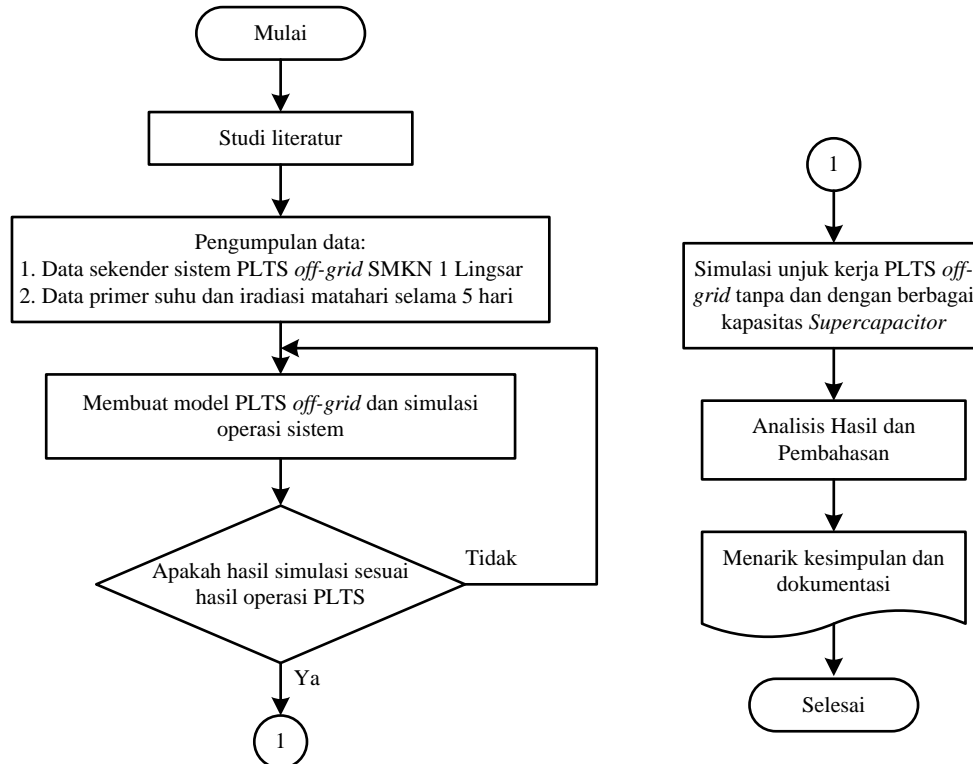 Mulai
Studi literatur
Pengumpulan data:
1. Data sekender sistem PLTS off-grid SMKN 1 Lingsar
2. Data primer suhu dan iradiasi matahari selama 5 hari
Membuat model PLTS off-grid dan simulasi
operasi sistem
Apakah hasil simulasi sesuai
hasil operasi PLTS
Tidak
Ya
1
1
Simulasi unjuk kerja PLTS off-
grid tanpa dan dengan berbagai
kapasitas Supercapacitor
Analisis Hasil dan
Pembahasan
Menarik kesimpulan dan
dokumentasi
Selesai